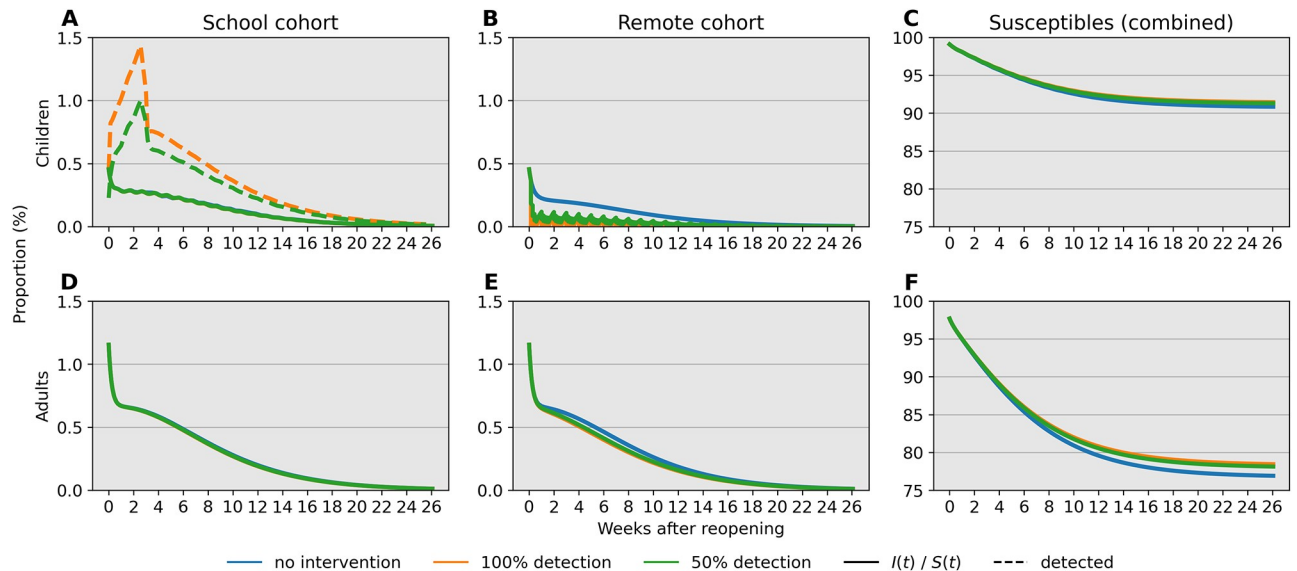 A School cohort
B Remote cohort
C Susceptibles (combined)
Proportion (%)
Children
1.5
1.0
0.5
0.0
0 2 4 6 8 10 12 14 16 18 20 22 24 26
1.5
1.0
0.5
0.0
0 2 4 6 8 10 12 14 16 18 20 22 24 26
100
95
90
85
80
75
0 2 4 6 8 10 12 14 16 18 20 22 24 26
D
E
F
Adults
1.5
1.0
0.5
0.0
0 2 4 6 8 10 12 14 16 18 20 22 24 26
1.5
1.0
0.5
0.0
0 2 4 6 8 10 12 14 16 18 20 22 24 26
100
95
90
85
80
75
0 2 4 6 8 10 12 14 16 18 20 22 24 26
Weeks after reopening
no intervention 100% detection 50% detection I(t) / S(t) detected